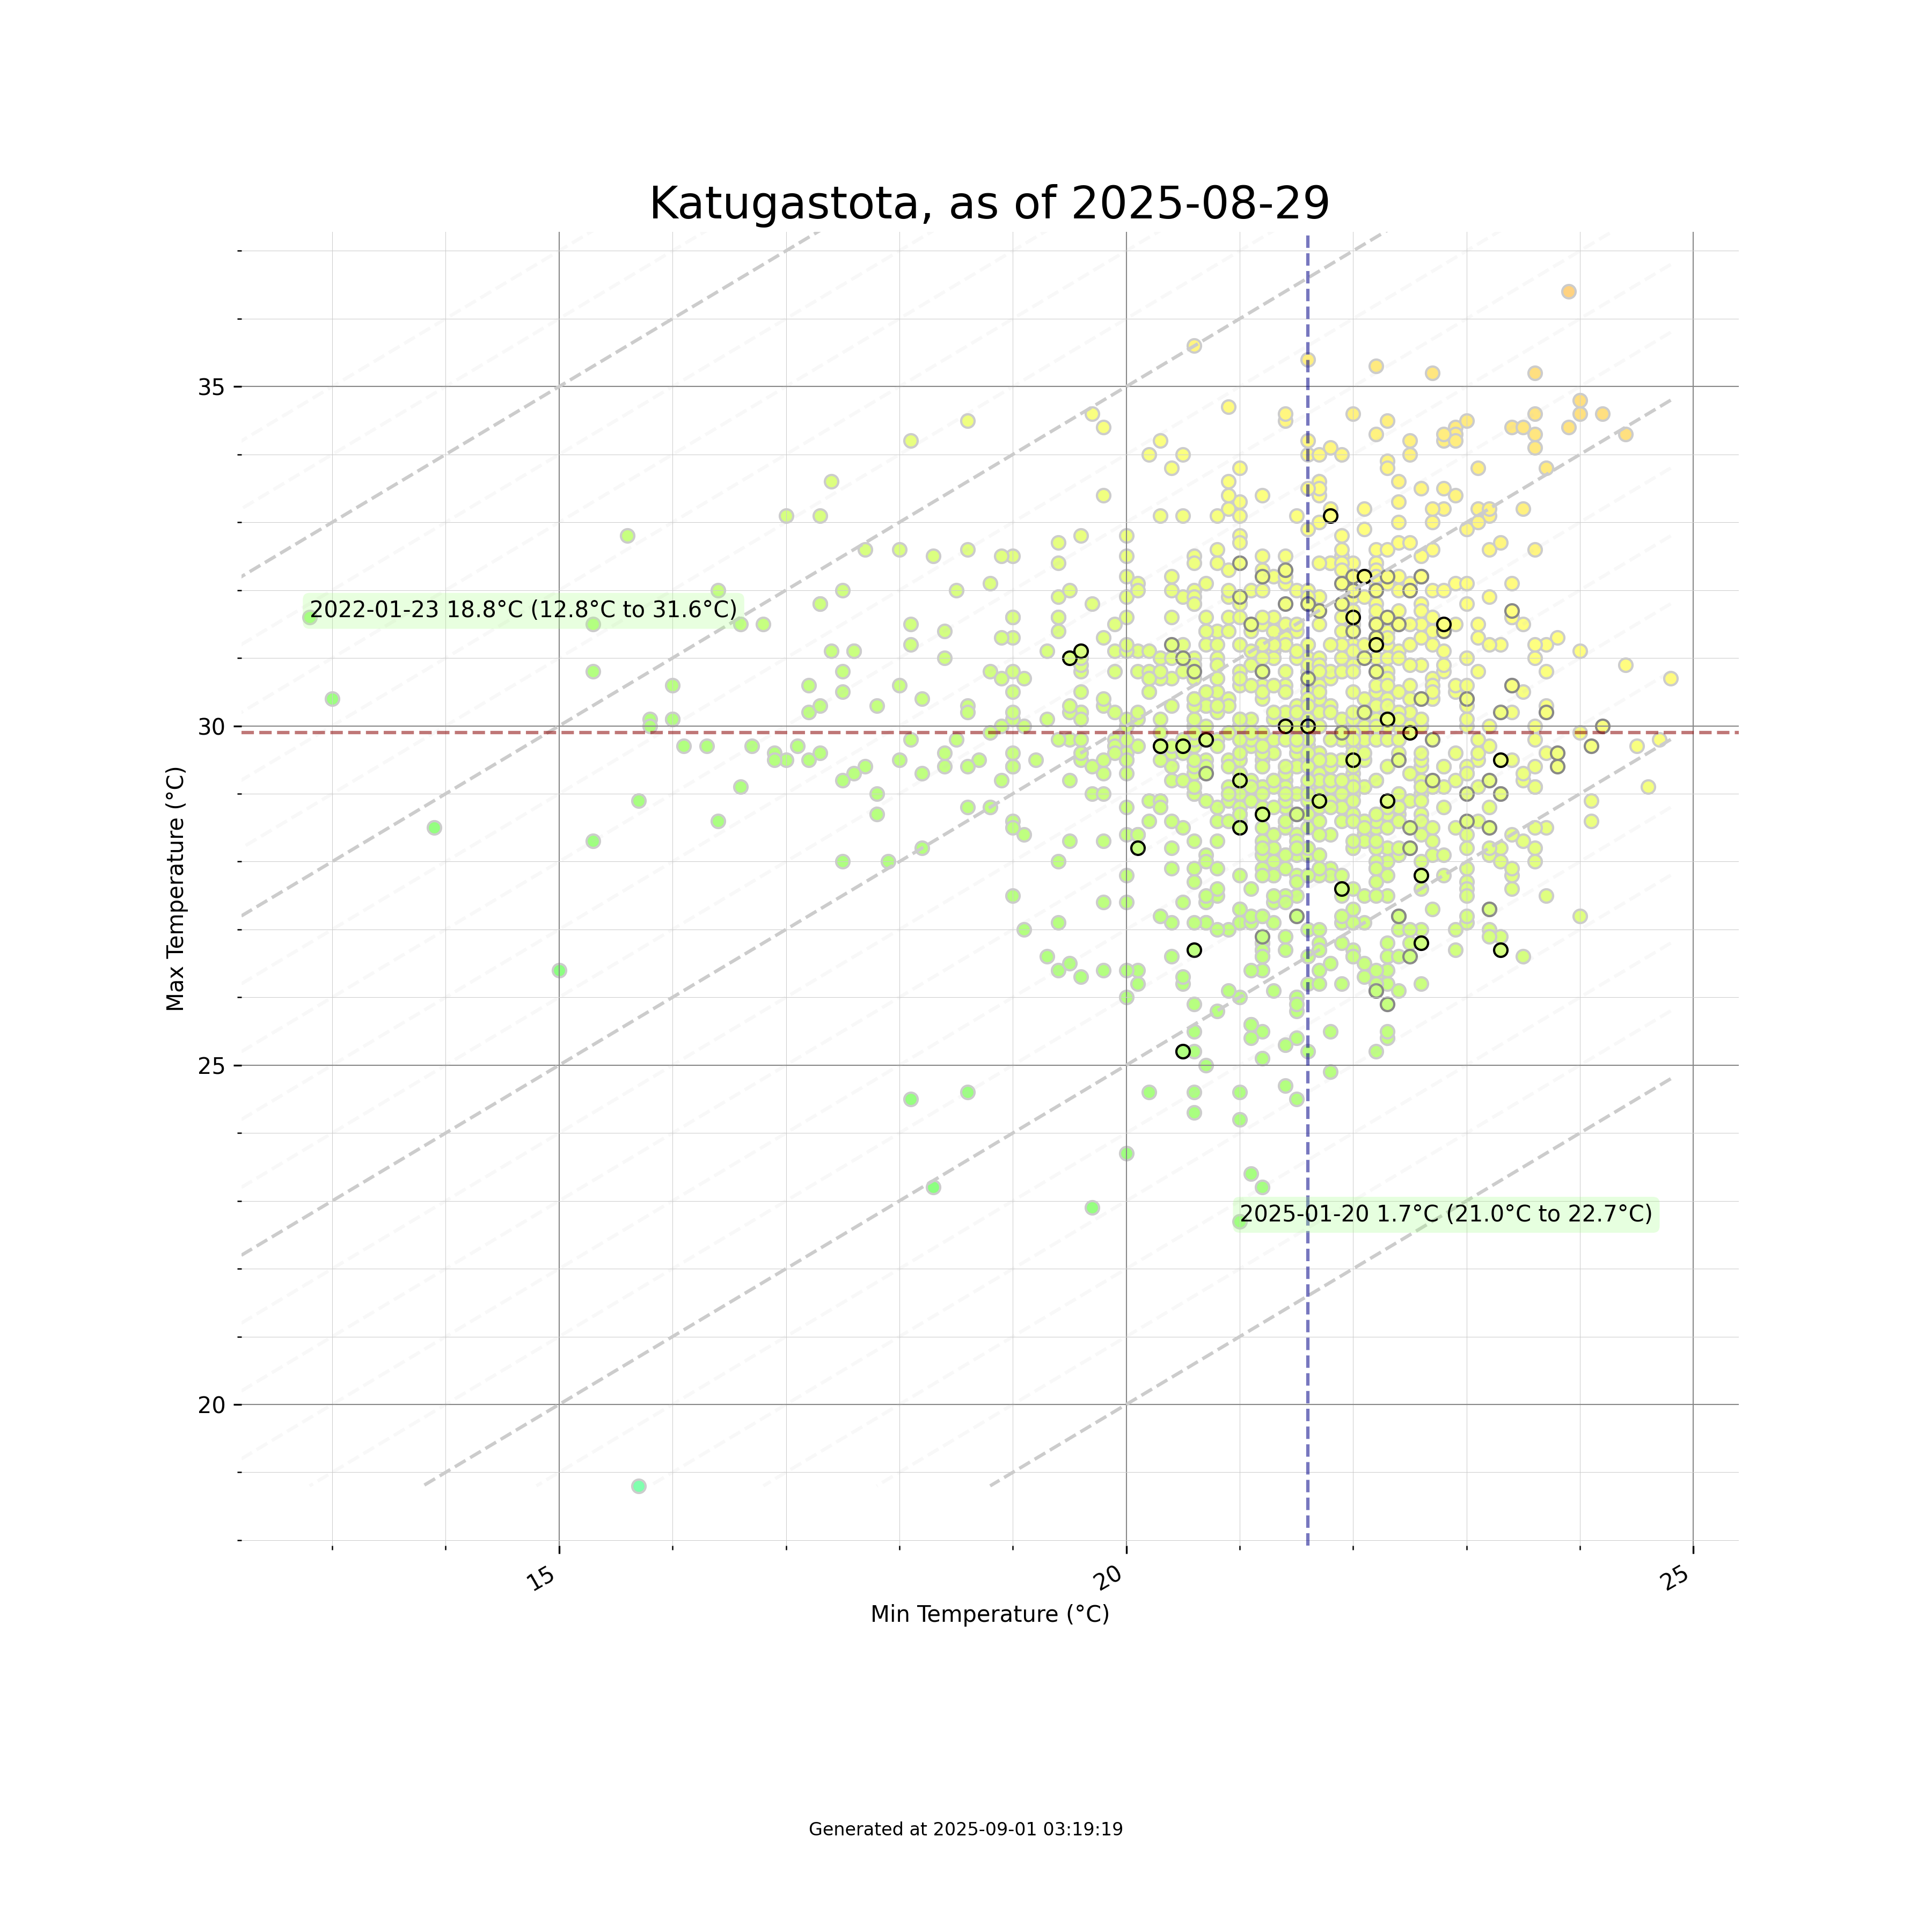 Katugastota, as of 2025-08-29
35
2022-01-23 18.8°C (12.8°C to 31.6°C)
30
Max Temperature (°C)
25
2025-01-20 1.7°C (21.0°C to 22.7°C)
20
15
20
25
Min Temperature (°C)
Generated at 2025-09-01 03:19:19